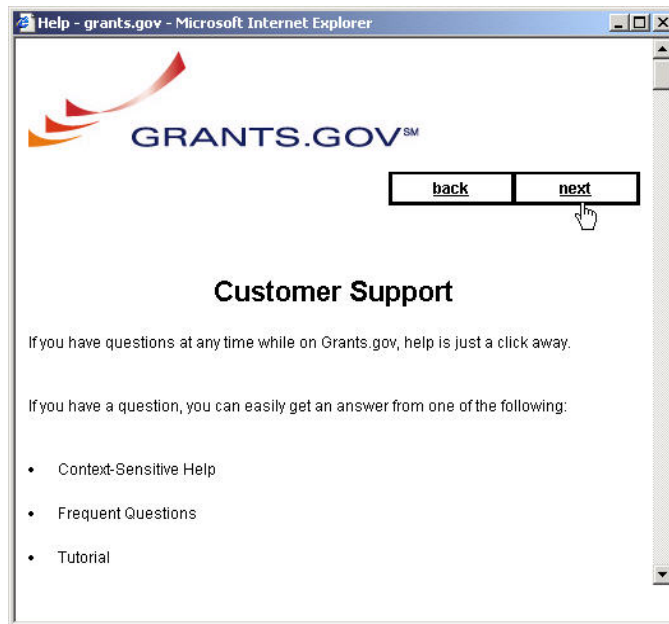 Help - grants.gov - Microsoft Internet Explorer
GRANTS.GOV℠
back next
Customer Support
If you have questions at any time while on Grants.gov, help is just a click away.
If you have a question, you can easily get an answer from one of the following:
• Context-Sensitive Help
• Frequent Questions
• Tutorial